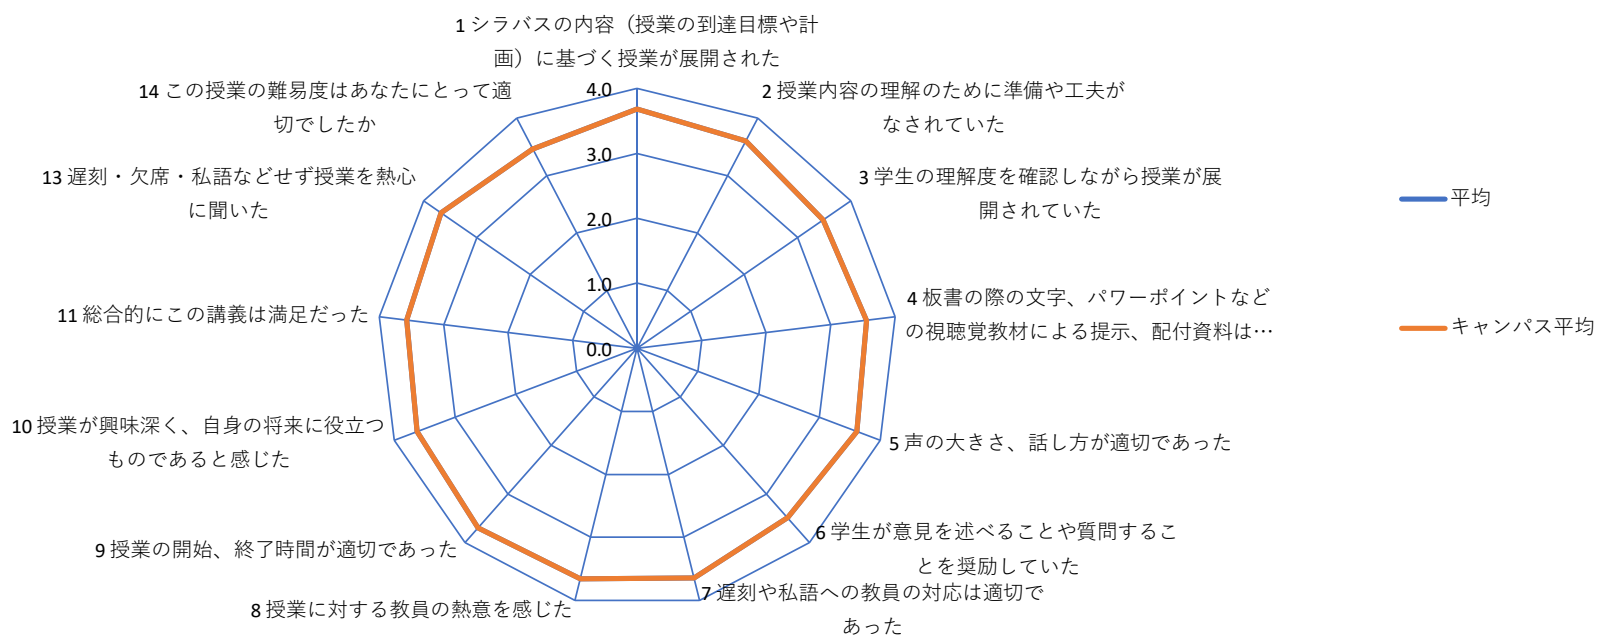 1 シラバスの内容（授業の到達目標や計
画）に基づく授業が展開された
2 授業内容の理解のために準備や工夫が
なされていた
3 学生の理解度を確認しながら授業が展
開されていた
4 板書の際の文字、パワーポイントなど
の視聴覚教材による提示、配付資料は…
5 声の大きさ、話し方が適切であった
6 学生が意見を述べることや質問するこ
とを奨励していた
7 遅刻や私語への教員の対応は適切で
あった
8 授業に対する教員の熱意を感じた
9 授業の開始、終了時間が適切であった
10 授業が興味深く、自身の将来に役立つ
ものであると感じた
11 総合的にこの講義は満足だった
13 遅刻・欠席・私語などせず授業を熱心
に聞いた
14 この授業の難易度はあなたにとって適
切でしたか
4.0
3.0
2.0
1.0
0.0
平均
キャンパス平均